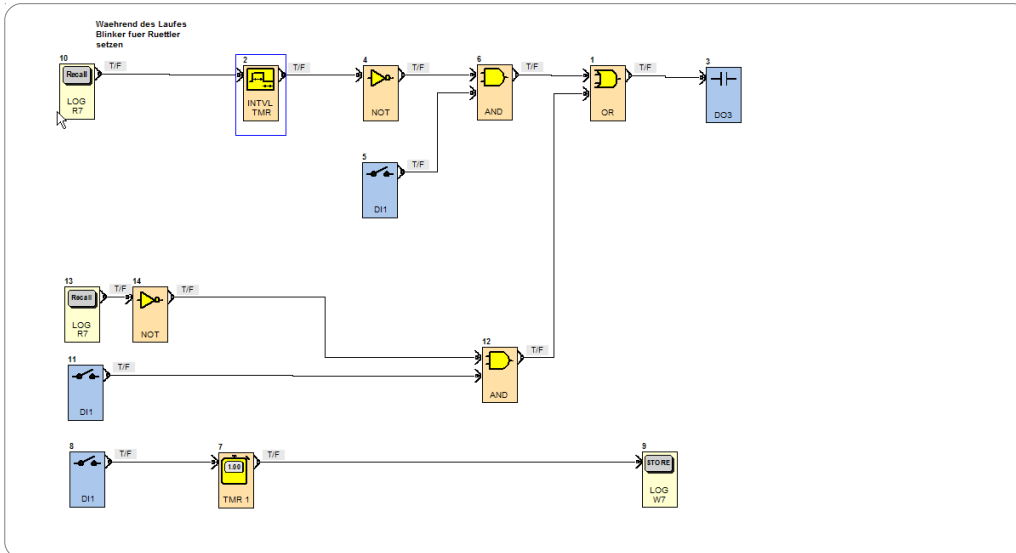 Waehrend des Laufes
Blinker fuer Ruettler
setzen
10
Recall
LOG
R7
T/F
2
INTVL
TMR
T/F
4
NOT
T/F
6
AND
T/F
1
OR
T/F
3
DO3
5
DI1
T/F
13
Recall
LOG
R7
T/F
14
NOT
T/F
11
DI1
T/F
12
AND
T/F
8
DI1
T/F
7
1.00
TMR 1
T/F
9
STORE
LOG
W7